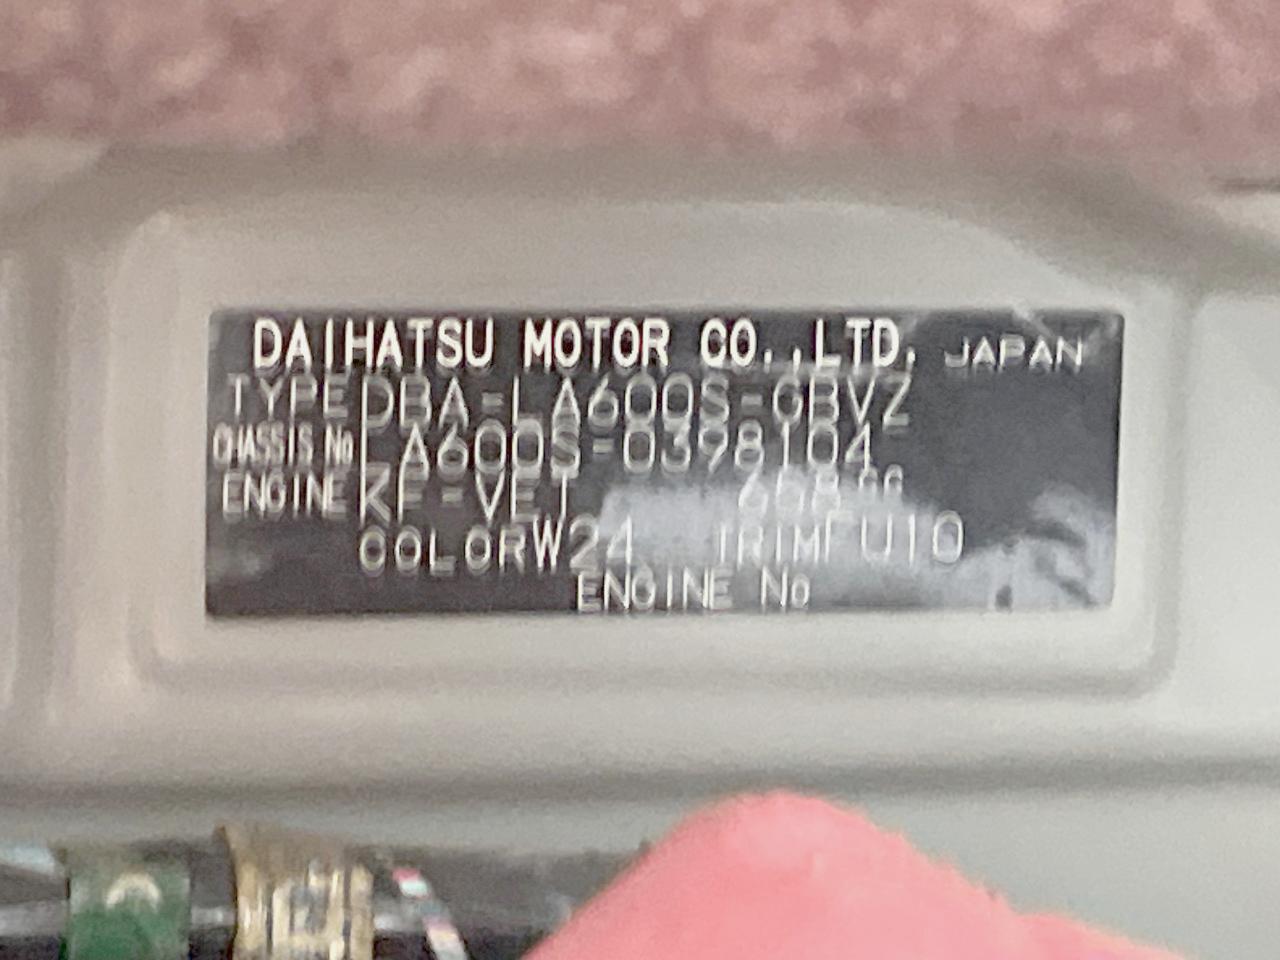 DAIHATSU MOTOR CO.,LTD. JAPAN
TYPE DBA-LA600S-GBVZ
CHASSIS No LA600S-0398104
ENGINE KF-VET 658CC
COLOR W24 TRIM FU10
ENGINE No